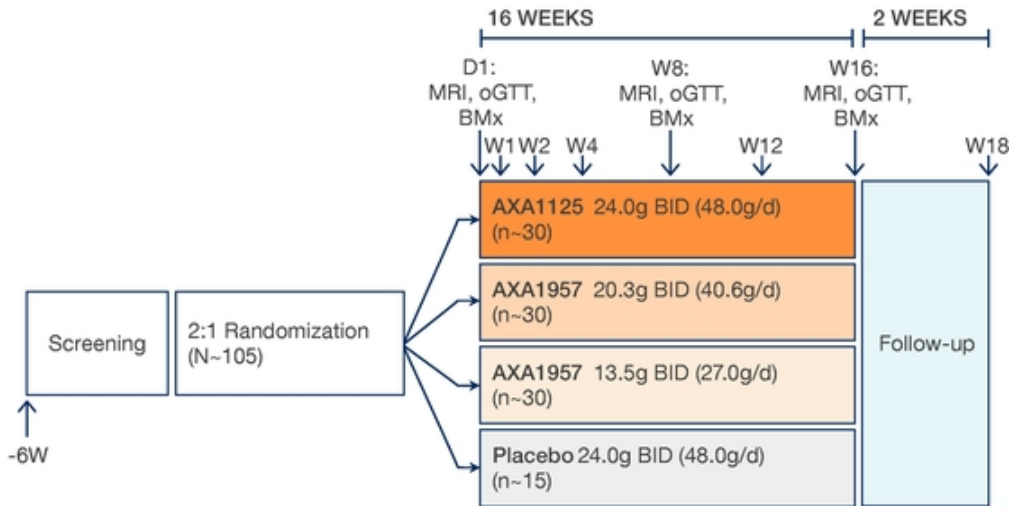 16 WEEKS
2 WEEKS
D1:
MRI, oGTT,
BMx
W8:
MRI, oGTT,
BMx
W16:
MRI, oGTT,
BMx
W1
W2
W4
W12
W18
AXA1125 24.0g BID (48.0g/d)
(n~30)
AXA1957 20.3g BID (40.6g/d)
(n~30)
Screening
2:1 Randomization
(N~105)
AXA1957 13.5g BID (27.0g/d)
(n~30)
Follow-up
Placebo 24.0g BID (48.0g/d)
(n~15)
-6W